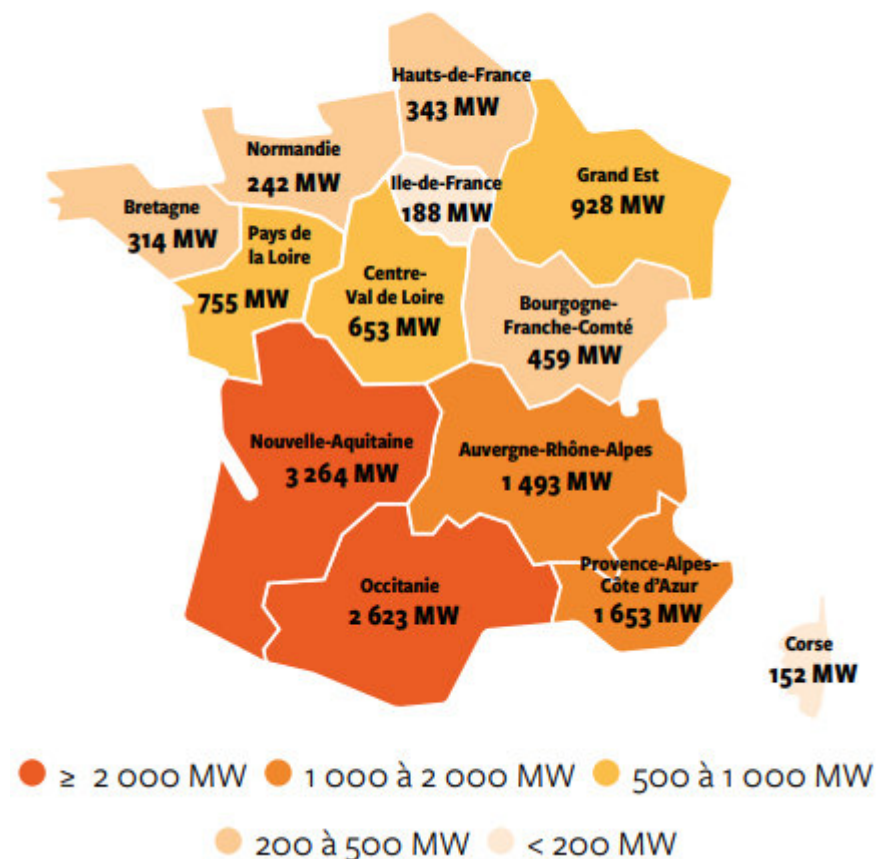 Hauts-de-France
343 MW
Normandie
242 MW
Ile-de-France
188 MW
Grand Est
928 MW
Bretagne
314 MW
Pays de
la Loire
755 MW
Centre-
Val de Loire
653 MW
Bourgogne-
Franche-Comté
459 MW
Nouvelle-Aquitaine
3 264 MW
Auvergne-Rhône-Alpes
1 493 MW
Occitanie
2 623 MW
Provence-Alpes-
Côte d'Azur
1 653 MW
Corse
152 MW
≥ 2 000 MW 1 000 à 2 000 MW 500 à 1 000 MW
200 à 500 MW < 200 MW